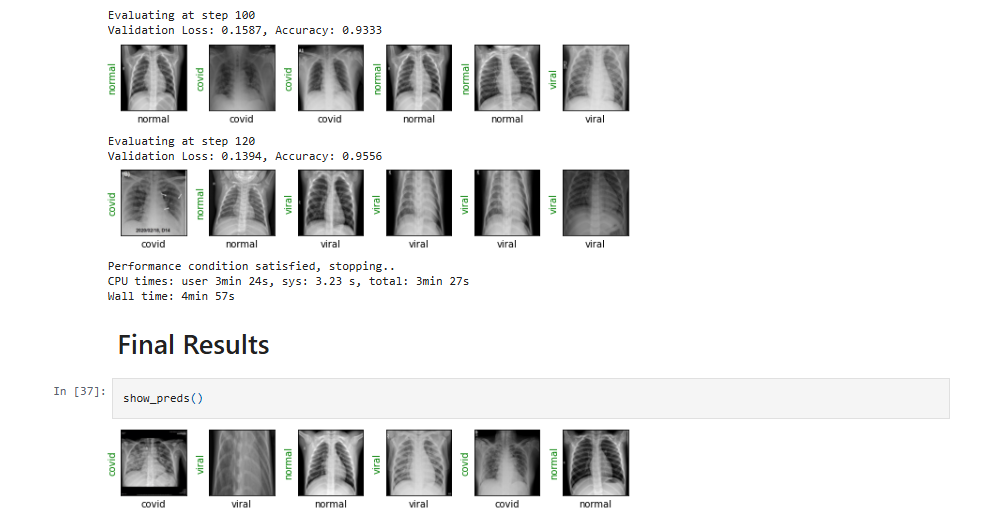 Evaluating at step 100
Validation Loss: 0.1587, Accuracy: 0.9333
normal covid covid normal normal viral
normal covid covid normal normal viral
Evaluating at step 120
Validation Loss: 0.1394, Accuracy: 0.9556
covid normal viral viral viral viral
covid normal viral viral viral viral
Performance condition satisfied, stopping..
CPU times: user 3min 24s, sys: 3.23 s, total: 3min 27s
Wall time: 4min 57s
Final Results
In [37]: show_preds()
covid viral normal viral covid normal
covid viral normal viral covid normal